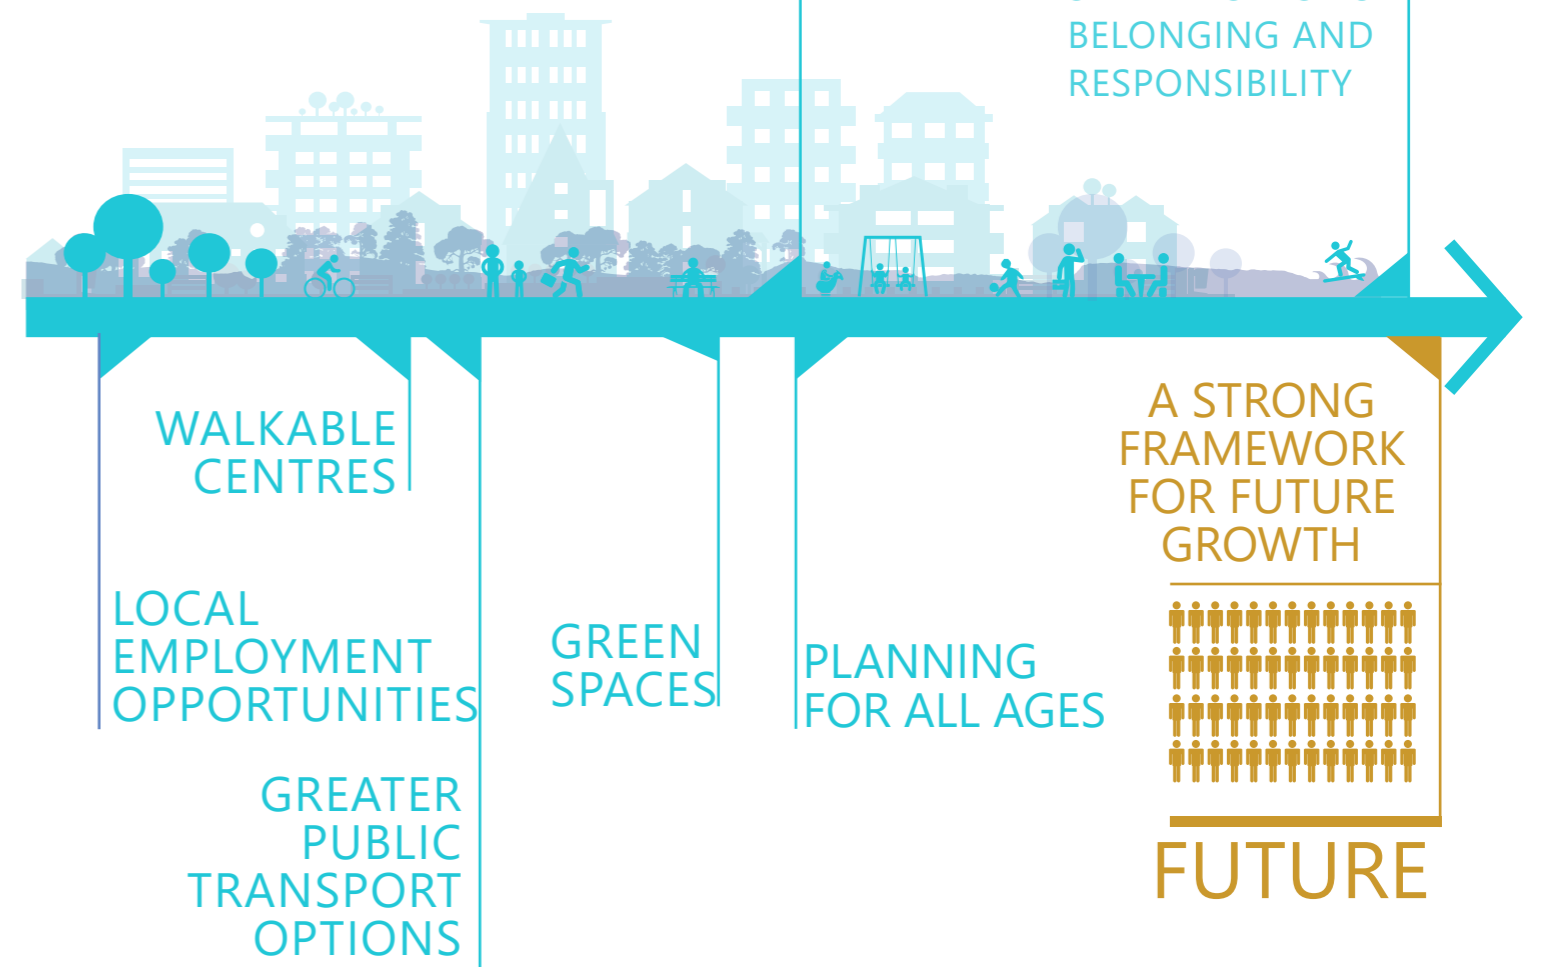 BELONGING AND
RESPONSIBILITY
WALKABLE
CENTRES
LOCAL
EMPLOYMENT
OPPORTUNITIES
GREATER
PUBLIC
TRANSPORT
OPTIONS
GREEN
SPACES
PLANNING
FOR ALL AGES
A STRONG
FRAMEWORK
FOR FUTURE
GROWTH
FUTURE